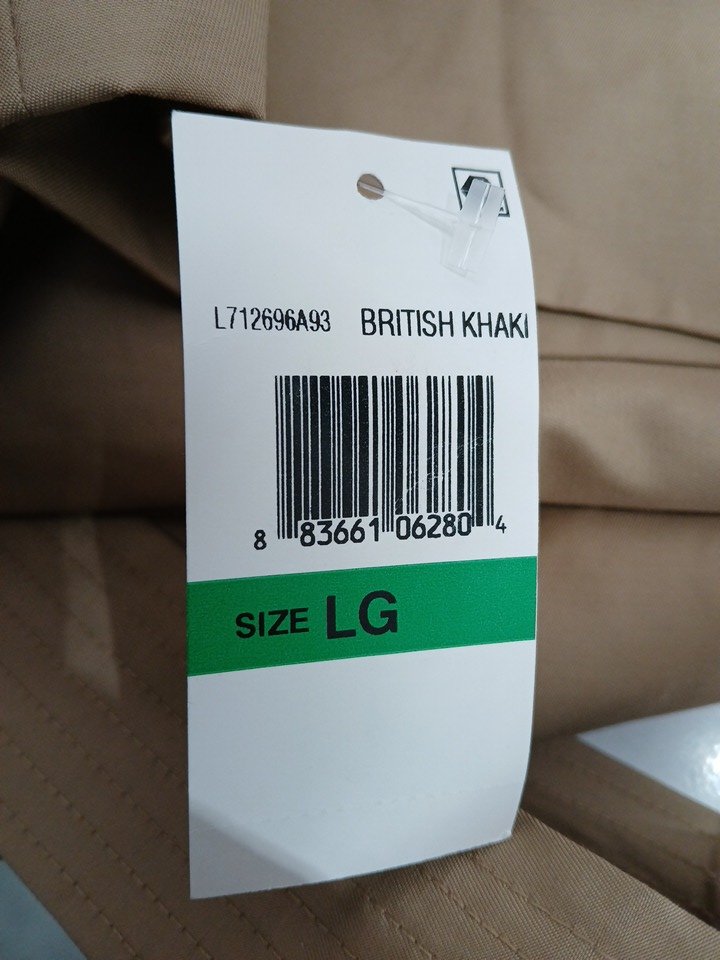 L712696A93 BRITISH KHAKI
8 83661 06280 4
SIZE LG